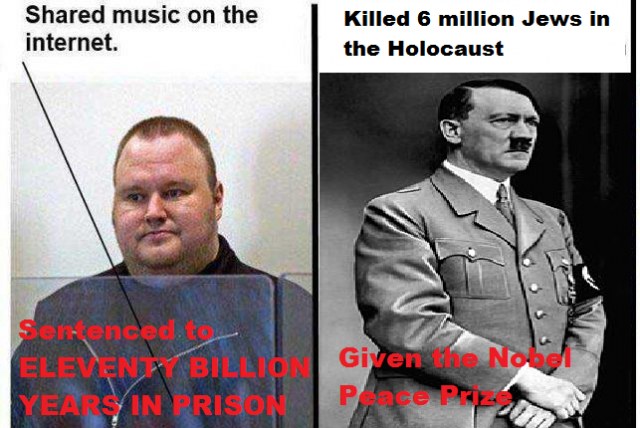 Shared music on the
internet.
Sentenced to
ELEVENTY BILLION
YEARS IN PRISON
Killed 6 million Jews in
the Holocaust
Given the Nobel
Peace Prize